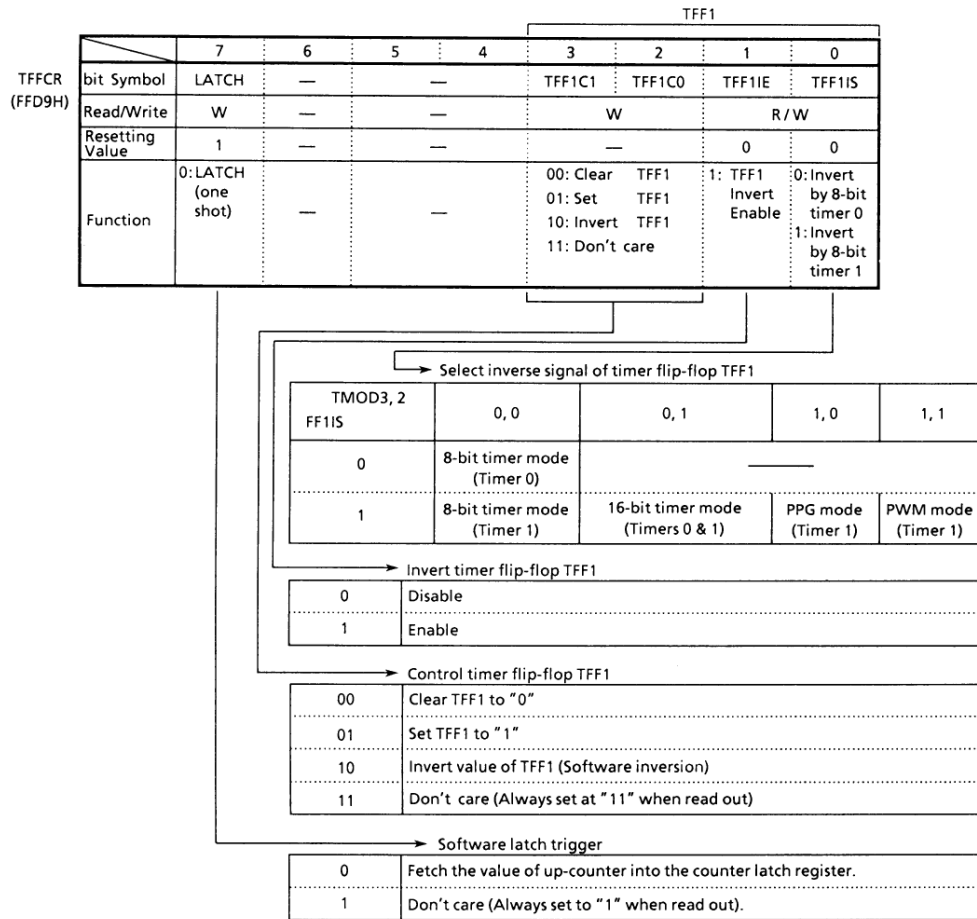 TFF1
7 6 5 4 3 2 1 0
TFFCR
(FFD9H)
bit Symbol LATCH — — TFF1C1 TFF1C0 TFF1IE TFF1IS
Read/Write W — — W R / W
Resetting
Value 1 — — — 0 0
Function
0: LATCH
(one
shot)
— —
00: Clear TFF1
01: Set TFF1
10: Invert TFF1
11: Don't care
1: TFF1
Invert
Enable
0: Invert
by 8-bit
timer 0
1: Invert
by 8-bit
timer 1
Select inverse signal of timer flip-flop TFF1
TMOD3, 2
FF1IS
0, 0 0, 1 1, 0 1, 1
0 8-bit timer mode
(Timer 0)
—
1 8-bit timer mode
(Timer 1)
16-bit timer mode
(Timers 0 & 1)
PPG mode
(Timer 1)
PWM mode
(Timer 1)
Invert timer flip-flop TFF1
0 Disable
1 Enable
Control timer flip-flop TFF1
00 Clear TFF1 to "0"
01 Set TFF1 to "1"
10 Invert value of TFF1 (Software inversion)
11 Don't care (Always set at "11" when read out)
Software latch trigger
0 Fetch the value of up-counter into the counter latch register.
1 Don't care (Always set to "1" when read out).